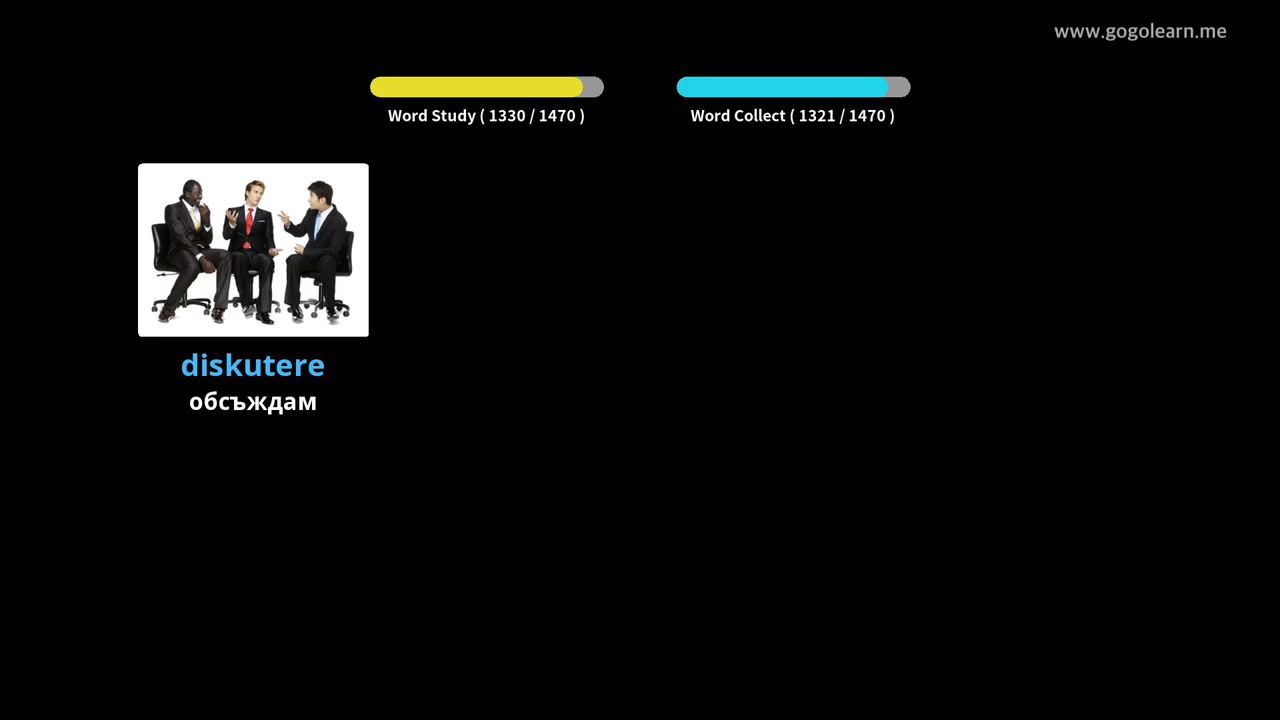 www.gogolearn.me
Word Study ( 1330 / 1470 )
Word Collect ( 1321 / 1470 )
diskutere
обсъждам